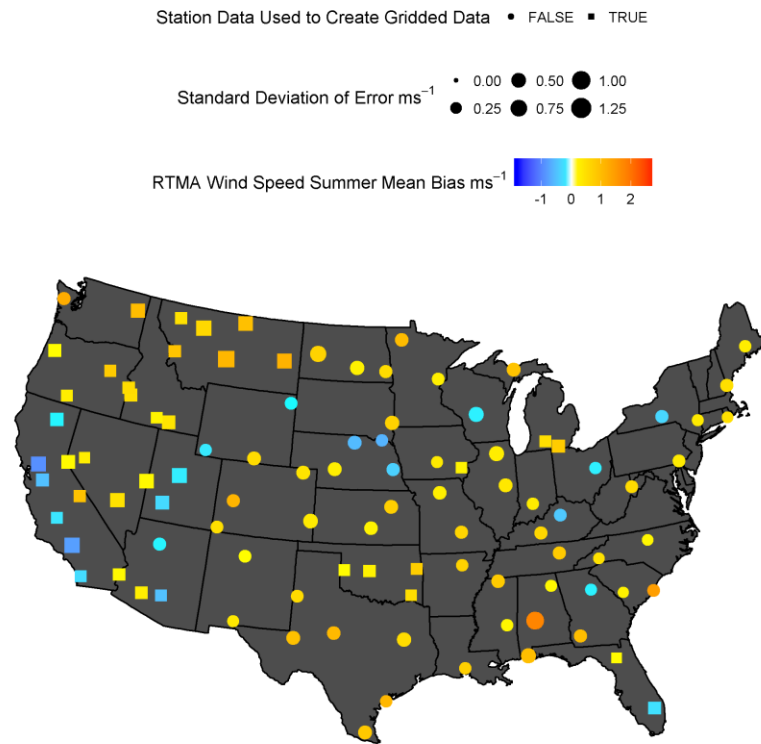 Station Data Used to Create Gridded Data FALSE TRUE
Standard Deviation of Error ms⁻¹ 0.00 0.50 1.00
0.25 0.75 1.25
RTMA Wind Speed Summer Mean Bias ms⁻¹
-1 0 1 2